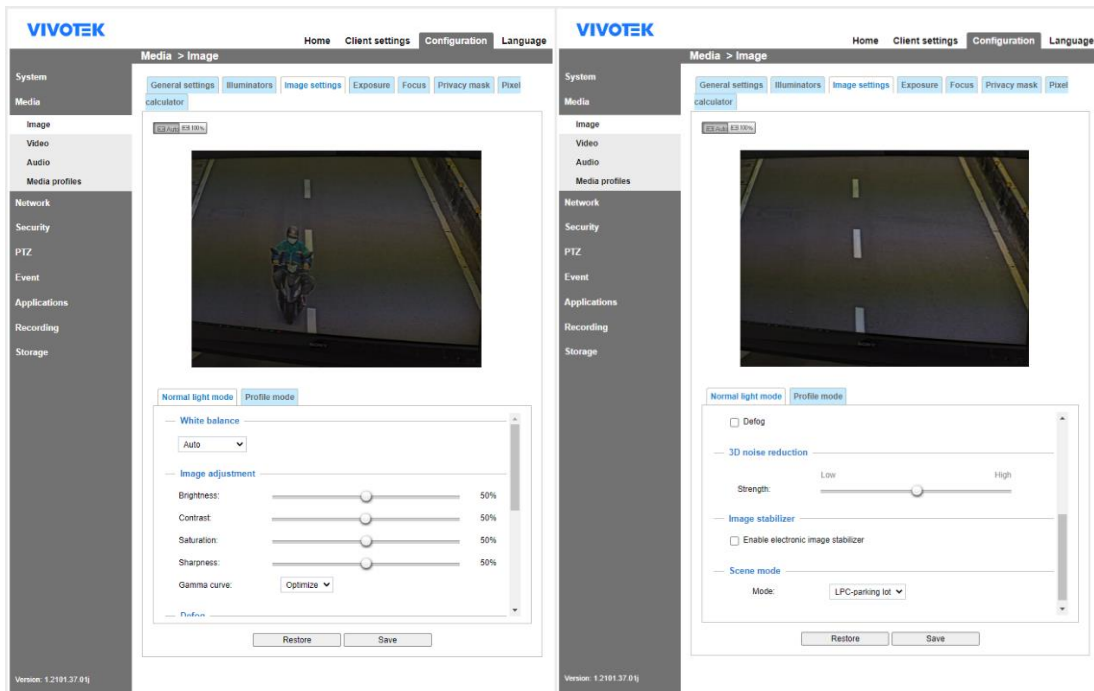 VIVOTEK
Home Client settings Configuration Language
Media > Image
System
Media
Image
Video
Audio
Media profiles
Network
Security
PTZ
Event
Applications
Recording
Storage
Version: 1.2101.37.01j
General settings Illuminators Image settings Exposure Focus Privacy mask Pixel
calculator
Auto 100%
Normal light mode Profile mode
White balance
Auto
Image adjustment
Brightness: 50%
Contrast: 50%
Saturation: 50%
Sharpness: 50%
Gamma curve: Optimize
Defog
Restore Save
VIVOTEK
Home Client settings Configuration Language
Media > Image
System
Media
Image
Video
Audio
Media profiles
Network
Security
PTZ
Event
Applications
Recording
Storage
Version: 1.2101.37.01j
General settings Illuminators Image settings Exposure Focus Privacy mask Pixel
calculator
Auto 100%
Normal light mode Profile mode
Defog
3D noise reduction
Low High
Strength:
Image stabilizer
Enable electronic image stabilizer
Scene mode
Mode: LPC-parking lot
Restore Save